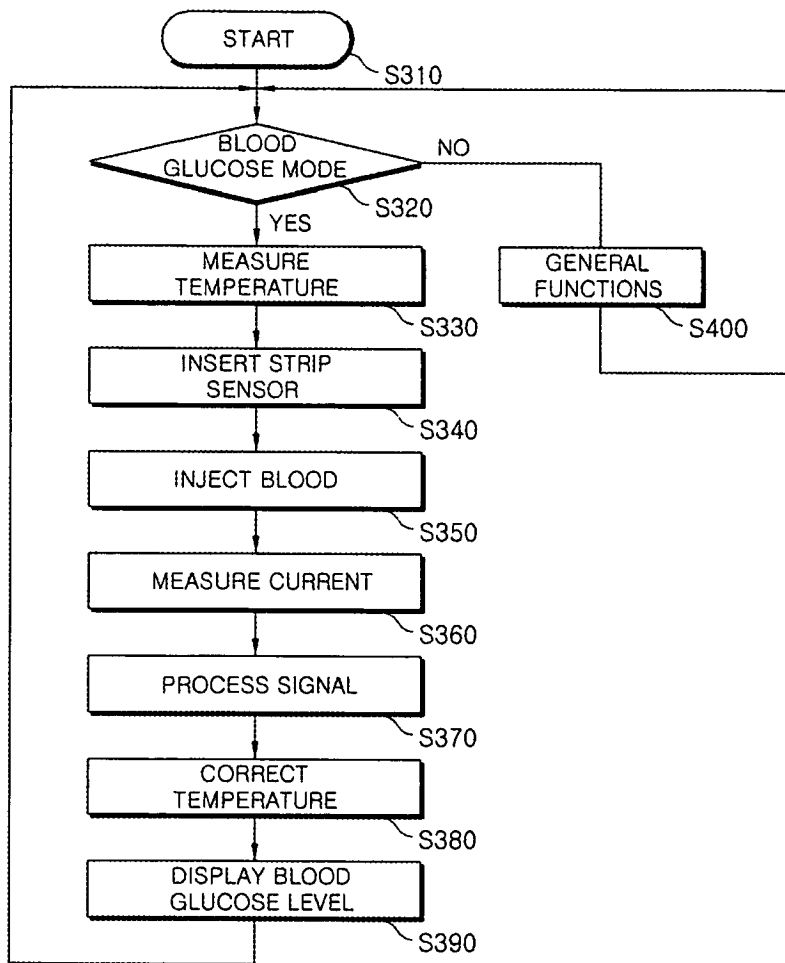 START
S310
BLOOD
GLUCOSE MODE
NO
S320
YES
MEASURE
TEMPERATURE
S330
GENERAL
FUNCTIONS
S400
INSERT STRIP
SENSOR
S340
INJECT BLOOD
S350
MEASURE CURRENT
S360
PROCESS SIGNAL
S370
CORRECT
TEMPERATURE
S380
DISPLAY BLOOD
GLUCOSE LEVEL
S390